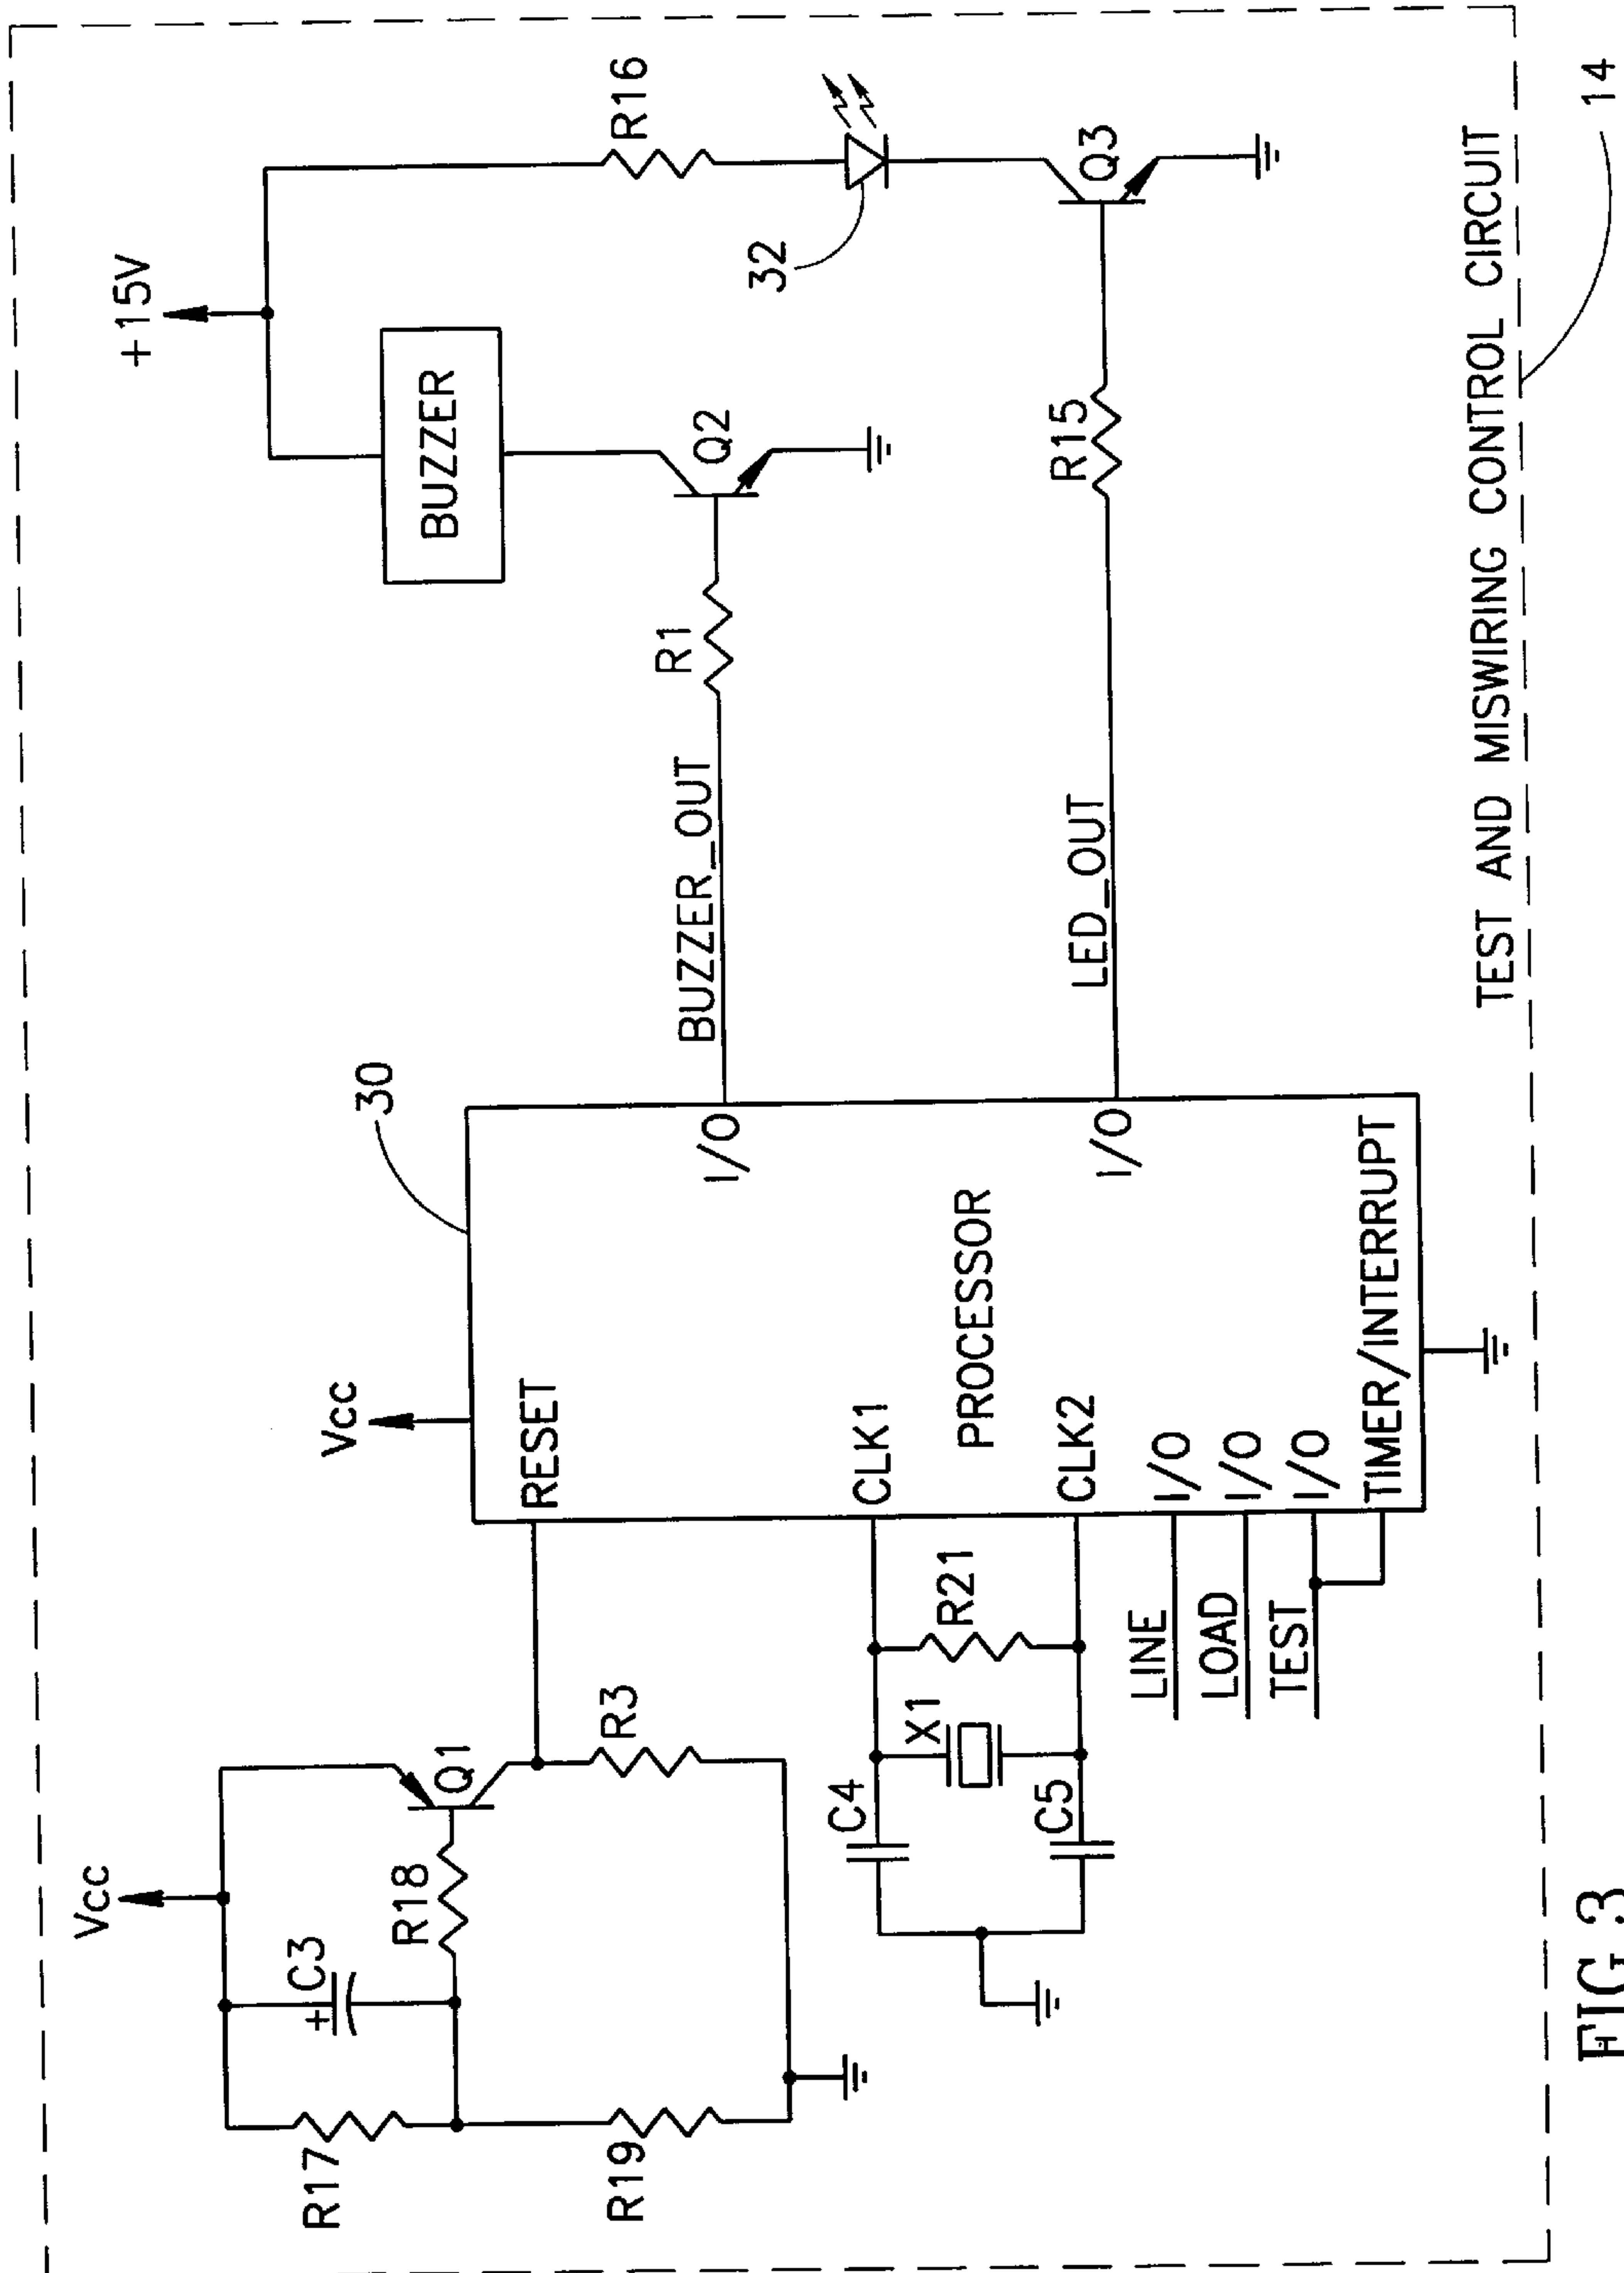 +15V
Vcc
Vcc
30
R17
+
C3
R18
Q1
R3
R19
RESET
BUZZER
R16
BUZZER_OUT
R1
Q2
I/O
32
C4
X1
R21
CLK1
PROCESSOR
C5
CLK2
LED_OUT
R15
Q3
I/O
LINE
I/O
LOAD
I/O
TEST
I/O
TIMER/INTERRUPT
TEST AND MISWIRING CONTROL CIRCUIT
14
FIG. 3